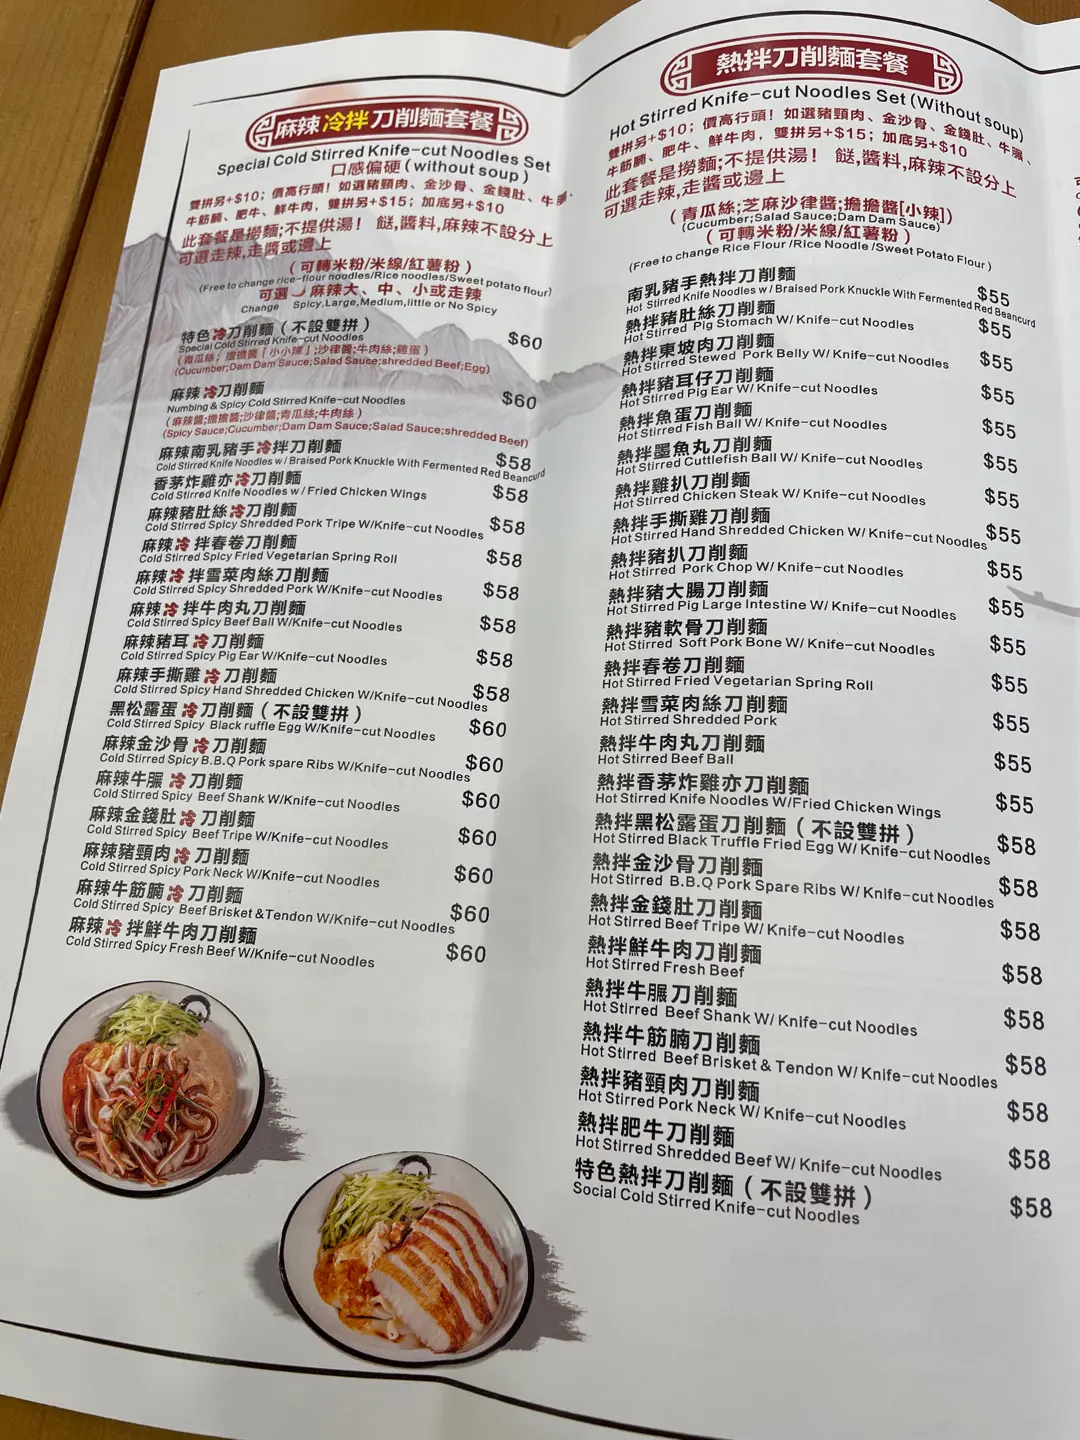 麻辣冷拌刀削麵套餐
Special Cold Stirred Knife-cut Noodles Set
口感偏硬(without soup)
雙拼另+$10；價高行頭！如選豬頸肉、金沙骨、金錢肚、牛𦟌、
牛筋腩、肥牛、鮮牛肉，雙拼另+$15；加底另+$10
此套餐是撈麵;不提供湯！ 餸,醬料,麻辣不設分上
可選走辣,走醬或邊上
（可轉米粉/米線/紅薯粉）
(Free to change rice-flour noodles/Rice noodles/Sweet potato flour)
可選 麻辣大、中、小或走辣
Change Spicy,Large,Medium,little or No Spicy
特色冷刀削麵（不設雙拼） $60
Special Cold Stirred Knife-cut Noodles
(青瓜絲；擔擔醬「小小辣」;沙律醬;牛肉絲;雞蛋)
(Cucumber;Dam Dam Sauce;Salad Sauce;shredded Beef;Egg)
麻辣冷刀削麵 $60
Numbing & Spicy Cold Stirred Knife-cut Noodles
(麻辣醬;擔擔醬;沙律醬;青瓜絲;牛肉絲)
(Spicy Sauce;Cucumber;Dam Dam Sauce;Salad Sauce;shredded Beef)
麻辣南乳豬手冷拌刀削麵 $58
Cold Stirred Knife Noodles w/ Braised Pork Knuckle With Fermented Red Beancurd
香茅炸雞亦冷刀削麵 $58
Cold Stirred Knife Noodles w/ Fried Chicken Wings
麻辣豬肚絲冷刀削麵 $58
Cold Stirred Spicy Shredded Pork Tripe W/Knife-cut Noodles
麻辣冷拌春卷刀削麵 $58
Cold Stirred Spicy Fried Vegetarian Spring Roll
麻辣冷拌雪菜肉絲刀削麵 $58
Cold Stirred Spicy Shredded Pork W/Knife-cut Noodles
麻辣冷拌牛肉丸刀削麵 $58
Cold Stirred Spicy Beef Ball W/Knife-cut Noodles
麻辣豬耳冷刀削麵 $58
Cold Stirred Spicy Pig Ear W/Knife-cut Noodles
麻辣手撕雞冷刀削麵 $58
Cold Stirred Spicy Hand Shredded Chicken W/Knife-cut Noodles
黑松露蛋冷刀削麵（不設雙拼） $60
Cold Stirred Spicy Black ruffle Egg W/Knife-cut Noodles
麻辣金沙骨冷刀削麵 $60
Cold Stirred Spicy B.B.Q Pork spare Ribs W/Knife-cut Noodles
麻辣牛𦟌冷刀削麵 $60
Cold Stirred Spicy Beef Shank W/Knife-cut Noodles
麻辣金錢肚冷刀削麵 $60
Cold Stirred Spicy Beef Tripe W/Knife-cut Noodles
麻辣豬頸肉冷刀削麵 $60
Cold Stirred Spicy Pork Neck W/Knife-cut Noodles
麻辣牛筋腩冷刀削麵 $60
Cold Stirred Spicy Beef Brisket &Tendon W/Knife-cut Noodles
麻辣冷拌鮮牛肉刀削麵 $60
Cold Stirred Spicy Fresh Beef W/Knife-cut Noodles
熱拌刀削麵套餐
Hot Stirred Knife-cut Noodles Set (Without soup)
雙拼另+$10；價高行頭！如選豬頸肉、金沙骨、金錢肚、牛𦟌、
牛筋腩、肥牛、鮮牛肉，雙拼另+$15；加底另+$10
此套餐是撈麵;不提供湯！ 餸,醬料,麻辣不設分上
可選走辣,走醬或邊上
（青瓜絲;芝麻沙律醬;擔擔醬[小辣]）
(Cucumber;Salad Sauce;Dam Dam Sauce)
（可轉米粉/米線/紅薯粉）
(Free to change Rice Flour /Rice Noodle /Sweet Potato Flour)
南乳豬手熱拌刀削麵 $55
Hot Stirred Knife Noodles w/ Braised Pork Knuckle With Fermented Red Beancurd
熱拌豬肚絲刀削麵 $55
Hot Stirred Pig Stomach W/ Knife-cut Noodles
熱拌東坡肉刀削麵 $55
Hot Stirred Stewed Pork Belly W/ Knife-cut Noodles
熱拌豬耳仔刀削麵 $55
Hot Stirred Pig Ear W/ Knife-cut Noodles
熱拌魚蛋刀削麵 $55
Hot Stirred Fish Ball W/ Knife-cut Noodles
熱拌墨魚丸刀削麵 $55
Hot Stirred Cuttlefish Ball W/ Knife-cut Noodles
熱拌雞扒刀削麵 $55
Hot Stirred Chicken Steak W/ Knife-cut Noodles
熱拌手撕雞刀削麵 $55
Hot Stirred Hand Shredded Chicken W/ Knife-cut Noodles
熱拌豬扒刀削麵 $55
Hot Stirred Pork Chop W/ Knife-cut Noodles
熱拌豬大腸刀削麵 $55
Hot Stirred Pig Large Intestine W/ Knife-cut Noodles
熱拌豬軟骨刀削麵 $55
Hot Stirred Soft Pork Bone W/ Knife-cut Noodles
熱拌春卷刀削麵 $55
Hot Stirred Fried Vegetarian Spring Roll
熱拌雪菜肉絲刀削麵 $55
Hot Stirred Shredded Pork
熱拌牛肉丸刀削麵 $55
Hot Stirred Beef Ball
熱拌香茅炸雞亦刀削麵 $55
Hot Stirred Knife Noodles W/Fried Chicken Wings
熱拌黑松露蛋刀削麵（不設雙拼） $58
Hot Stirred Black Truffle Fried Egg W/ Knife-cut Noodles
熱拌金沙骨刀削麵 $58
Hot Stirred B.B.Q Pork Spare Ribs W/ Knife-cut Noodles
熱拌金錢肚刀削麵 $58
Hot Stirred Beef Tripe W/ Knife-cut Noodles
熱拌鮮牛肉刀削麵 $58
Hot Stirred Fresh Beef
熱拌牛𦟌刀削麵 $58
Hot Stirred Beef Shank W/ Knife-cut Noodles
熱拌牛筋腩刀削麵 $58
Hot Stirred Beef Brisket & Tendon W/ Knife-cut Noodles
熱拌豬頸肉刀削麵 $58
Hot Stirred Pork Neck W/ Knife-cut Noodles
熱拌肥牛刀削麵 $58
Hot Stirred Shredded Beef W/ Knife-cut Noodles
特色熱拌刀削麵（不設雙拼） $58
Social Cold Stirred Knife-cut Noodles